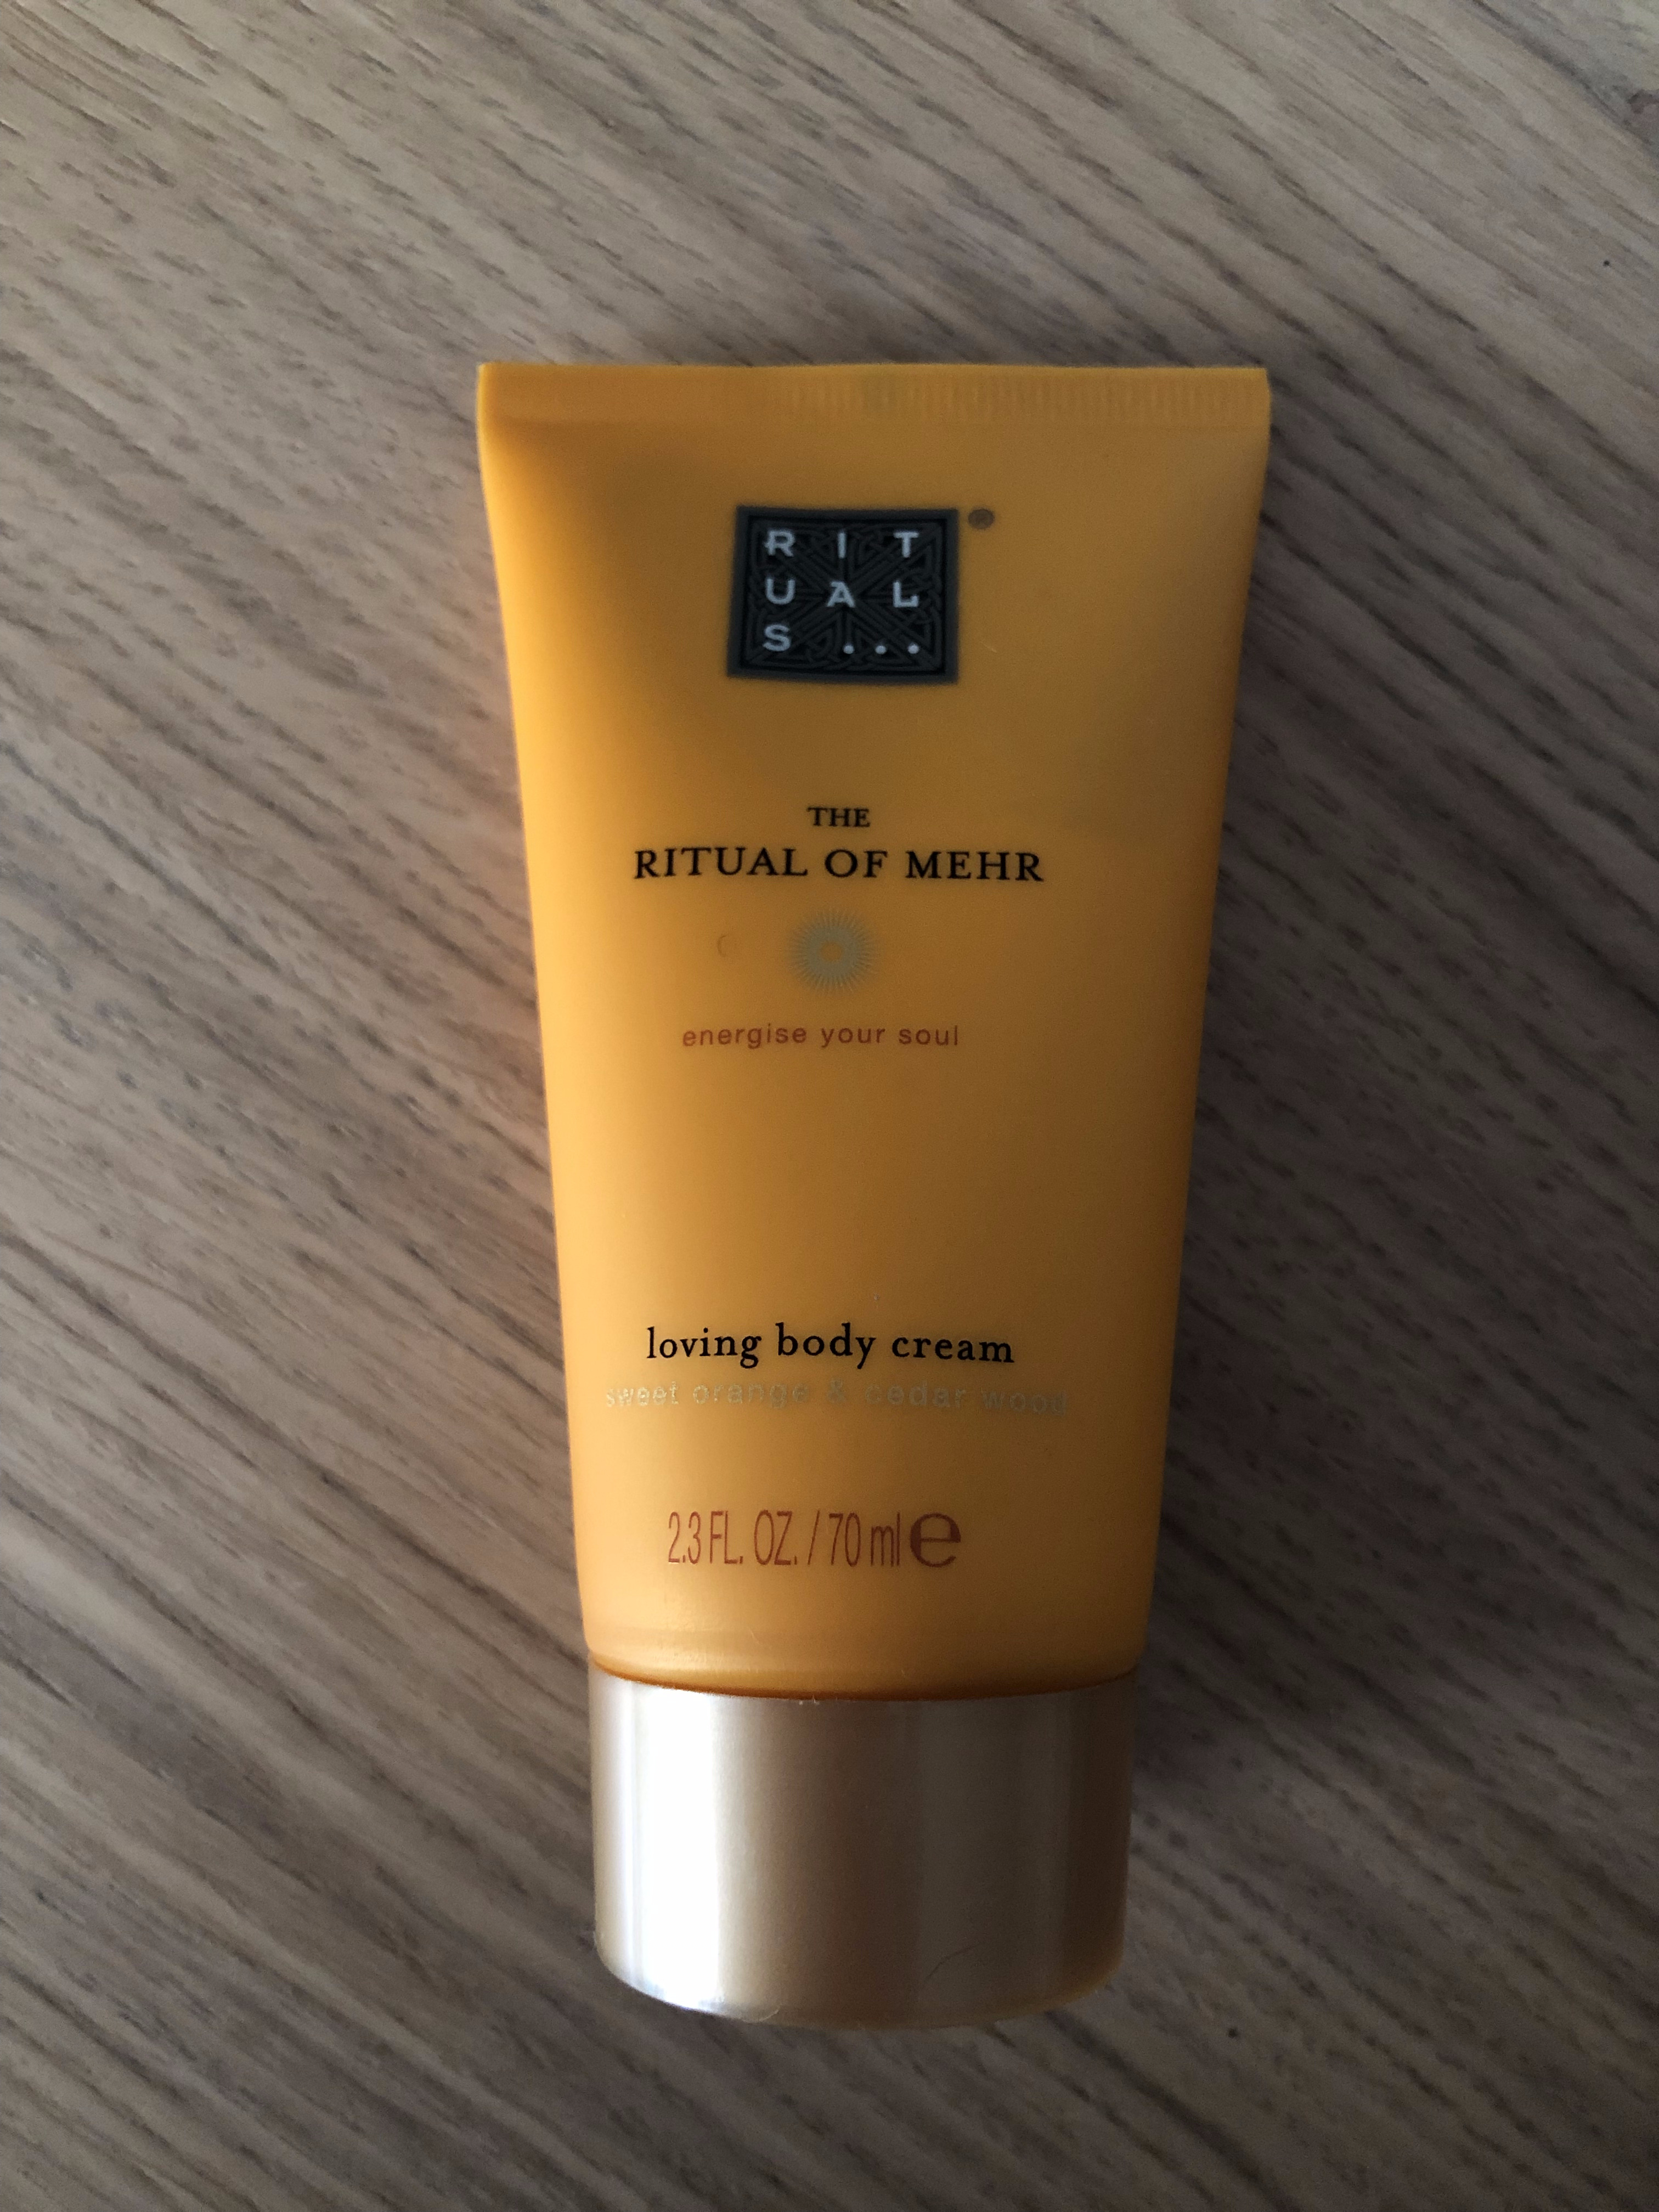 RIT
UAL
S...
®
THE
RITUAL OF MEHR
energise your soul
loving body cream
sweet orange & cedar wood
2.3 FL. OZ. / 70 ml e